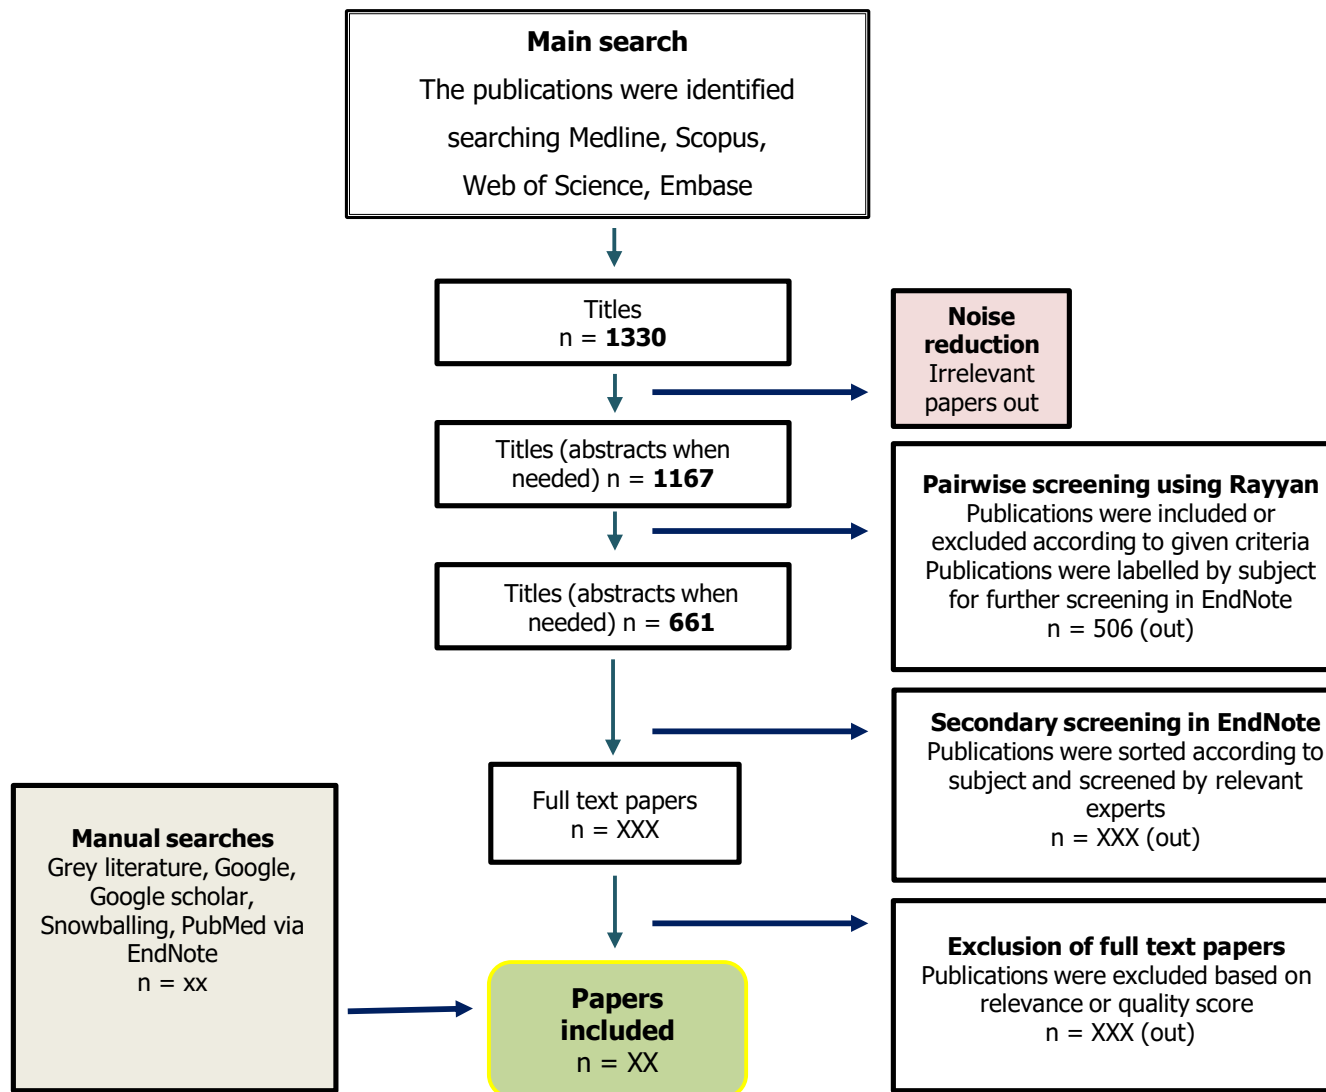 Main search
The publications were identified
searching Medline, Scopus,
Web of Science, Embase
Titles
n = 1330
Noise
reduction
Irrelevant
papers out
Titles (abstracts when
needed) n = 1167
Pairwise screening using Rayyan
Publications were included or
excluded according to given criteria
Publications were labelled by subject
for further screening in EndNote
n = 506 (out)
Titles (abstracts when
needed) n = 661
Secondary screening in EndNote
Publications were sorted according to
subject and screened by relevant
experts
n = XXX (out)
Full text papers
n = XXX
Manual searches
Grey literature, Google,
Google scholar,
Snowballing, PubMed via
EndNote
n = xx
Exclusion of full text papers
Publications were excluded based on
relevance or quality score
n = XXX (out)
Papers
included
n = XX